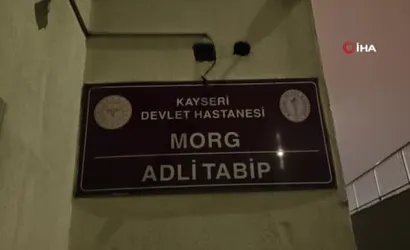 İHA
KAYSERİ
DEVLET HASTANESİ
MORG
ADLİ TABİP